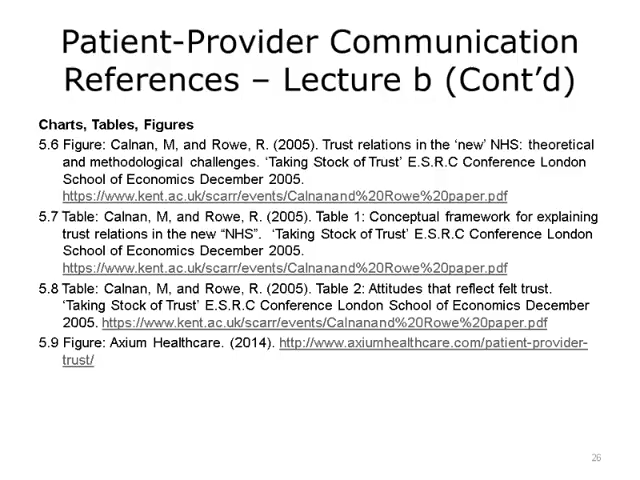 Patient-Provider Communication
References – Lecture b (Cont’d)
Charts, Tables, Figures
5.6 Figure: Calnan, M, and Rowe, R. (2005). Trust relations in the ‘new’ NHS: theoretical
and methodological challenges. ‘Taking Stock of Trust’ E.S.R.C Conference London
School of Economics December 2005.
https://www.kent.ac.uk/scarr/events/Calnanand%20Rowe%20paper.pdf
5.7 Table: Calnan, M, and Rowe, R. (2005). Table 1: Conceptual framework for explaining
trust relations in the new “NHS”. ‘Taking Stock of Trust’ E.S.R.C Conference London
School of Economics December 2005.
https://www.kent.ac.uk/scarr/events/Calnanand%20Rowe%20paper.pdf
5.8 Table: Calnan, M, and Rowe, R. (2005). Table 2: Attitudes that reflect felt trust.
‘Taking Stock of Trust’ E.S.R.C Conference London School of Economics December
2005. https://www.kent.ac.uk/scarr/events/Calnanand%20Rowe%20paper.pdf
5.9 Figure: Axium Healthcare. (2014). http://www.axiumhealthcare.com/patient-provider-
trust/
26